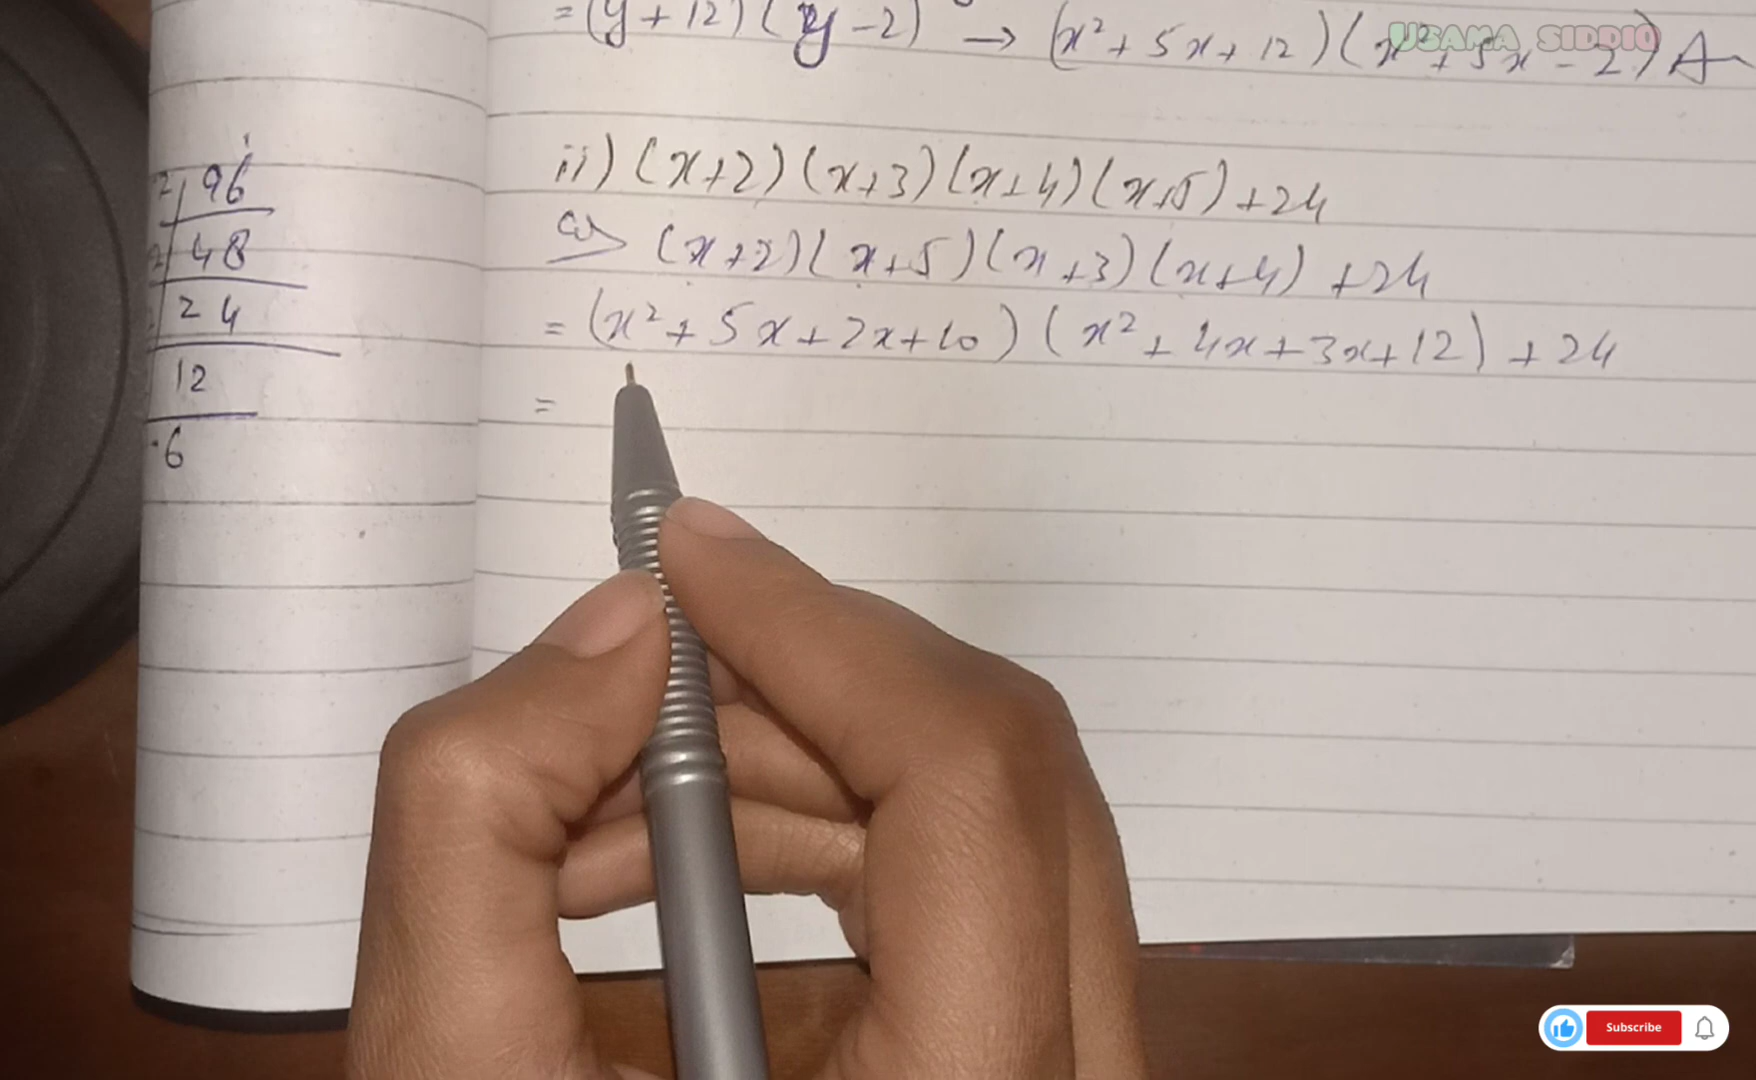 = (y + 12) (y - 2) → (x² + 5x + 12) (x² + 5x - 2) A
USAMA SIDDIQ
ii) (x+2) (x+3) (x+4) (x+5) + 24
(x+2) (x+5) (x+3) (x+4) + 24
= (x² + 5x + 2x + 10) (x² + 4x + 3x + 12) + 24
=
2 96
2 48
24
12
6
Subscribe